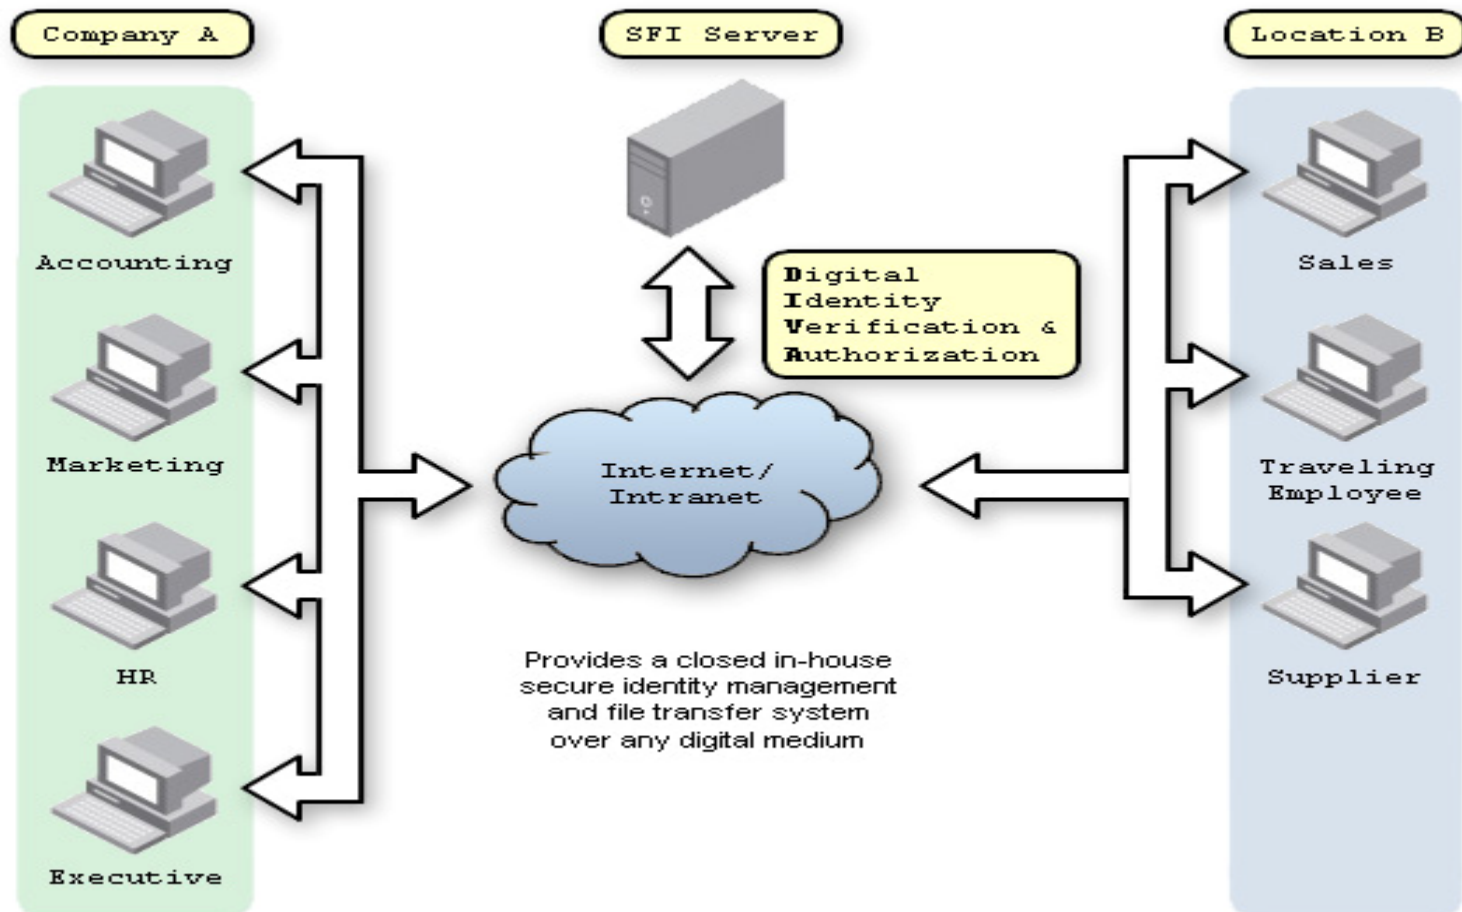 Company A
SFI Server
Location B
Accounting
Marketing
HR
Executive
Digital
Identity
Verification &
Authorization
Internet/
Intranet
Provides a closed in-house
secure identity management
and file transfer system
over any digital medium
Sales
Traveling
Employee
Supplier